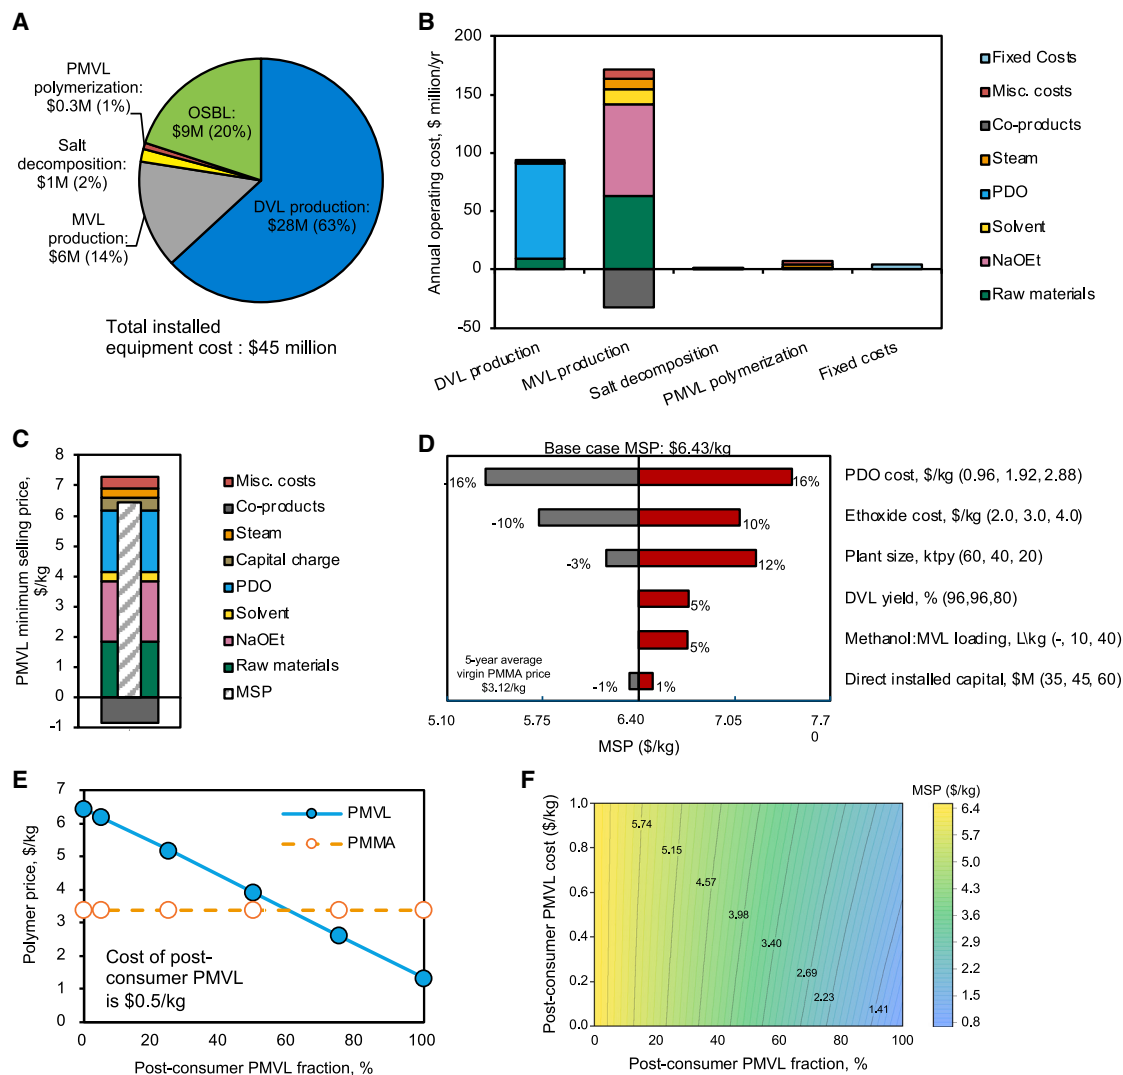 A
PMVL
polymerization:
$0.3M (1%)
Salt
decomposition:
$1M (2%)
MVL
production:
$6M (14%)
OSBL:
$9M (20%)
DVL production:
$28M (63%)
Total installed
equipment cost : $45 million
B
Annual operating cost, $ million/yr
200
150
100
50
0
-50
DVL production
MVL production
Salt decomposition
PMVL polymerization
Fixed costs
Fixed Costs
Misc. costs
Co-products
Steam
PDO
Solvent
NaOEt
Raw materials
C
PMVL minimum selling price,
$/kg
8
7
6
5
4
3
2
1
0
-1
Misc. costs
Co-products
Steam
Capital charge
PDO
Solvent
NaOEt
Raw materials
MSP
D
Base case MSP: $6.43/kg
-16%
16%
PDO cost, $/kg (0.96, 1.92, 2.88)
-10%
10%
Ethoxide cost, $/kg (2.0, 3.0, 4.0)
-3%
12%
Plant size, ktpy (60, 40, 20)
5%
DVL yield, % (96,96,80)
5%
Methanol:MVL loading, L\kg (-, 10, 40)
5-year average
virgin PMMA price
$3.12/kg
-1%
1%
Direct installed capital, $M (35, 45, 60)
5.10
5.75
6.40
7.05
7.7
0
MSP ($/kg)
E
Polymer price, $/kg
7
6
5
4
3
2
1
0
PMVL
PMMA
Cost of post-
consumer PMVL
is $0.5/kg
0
20
40
60
80
100
Post-consumer PMVL fraction, %
F
MSP ($/kg)
Post-consumer PMVL cost ($/kg)
1.0
0.8
0.6
0.4
0.2
0.0
5.74
5.15
4.57
3.98
3.40
2.69
2.23
1.41
0
20
40
60
80
100
Post-consumer PMVL fraction, %
6.4
5.7
5.0
4.3
3.6
2.9
2.2
1.5
0.8